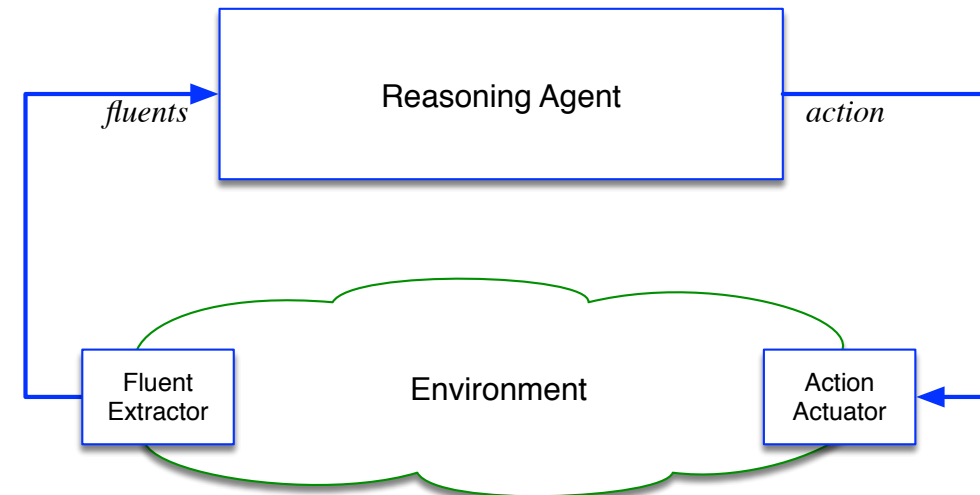 Reasoning Agent
fluents
action
Fluent
Extractor
Environment
Action
Actuator